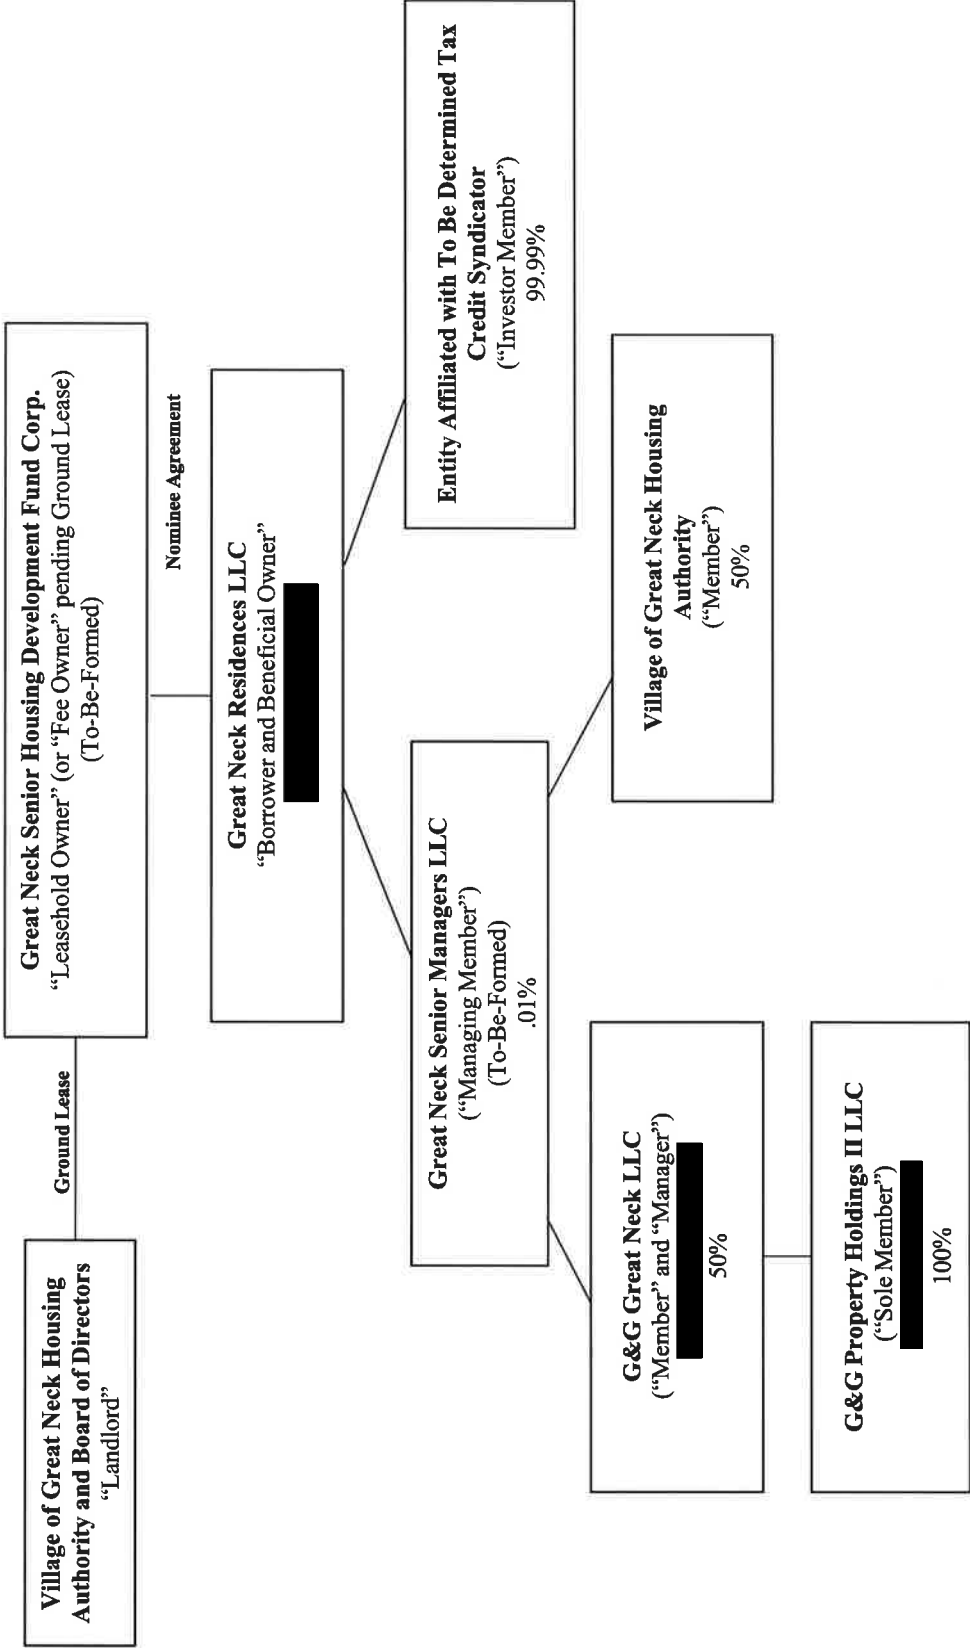 Village of Great Neck Housing
Authority and Board of Directors
“Landlord”
Ground Lease
Great Neck Senior Housing Development Fund Corp.
“Leasehold Owner” (or “Fee Owner” pending Ground Lease)
(To-Be-Formed)
Nominee Agreement
Great Neck Residences LLC
“Borrower and Beneficial Owner”
Great Neck Senior Managers LLC
(“Managing Member”)
(To-Be-Formed)
.01%
Entity Affiliated with To Be Determined Tax
Credit Syndicator
(“Investor Member”)
99.99%
G&G Great Neck LLC
(“Member” and “Manager”)
50%
Village of Great Neck Housing
Authority
(“Member”)
50%
G&G Property Holdings II LLC
(“Sole Member”)
100%